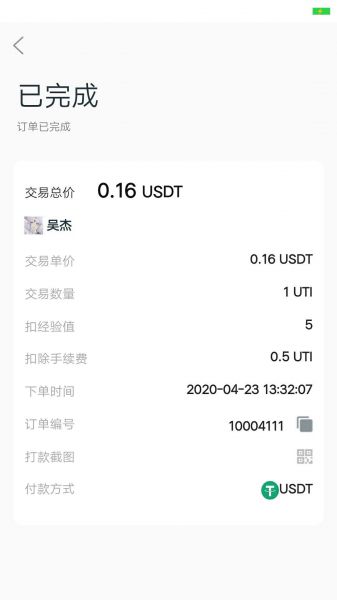 已完成
订单已完成
交易总价 0.16 USDT
吴杰
交易单价 0.16 USDT
交易数量 1 UTI
扣经验值 5
扣除手续费 0.5 UTI
下单时间 2020-04-23 13:32:07
订单编号 10004111
打款截图
付款方式 USDT